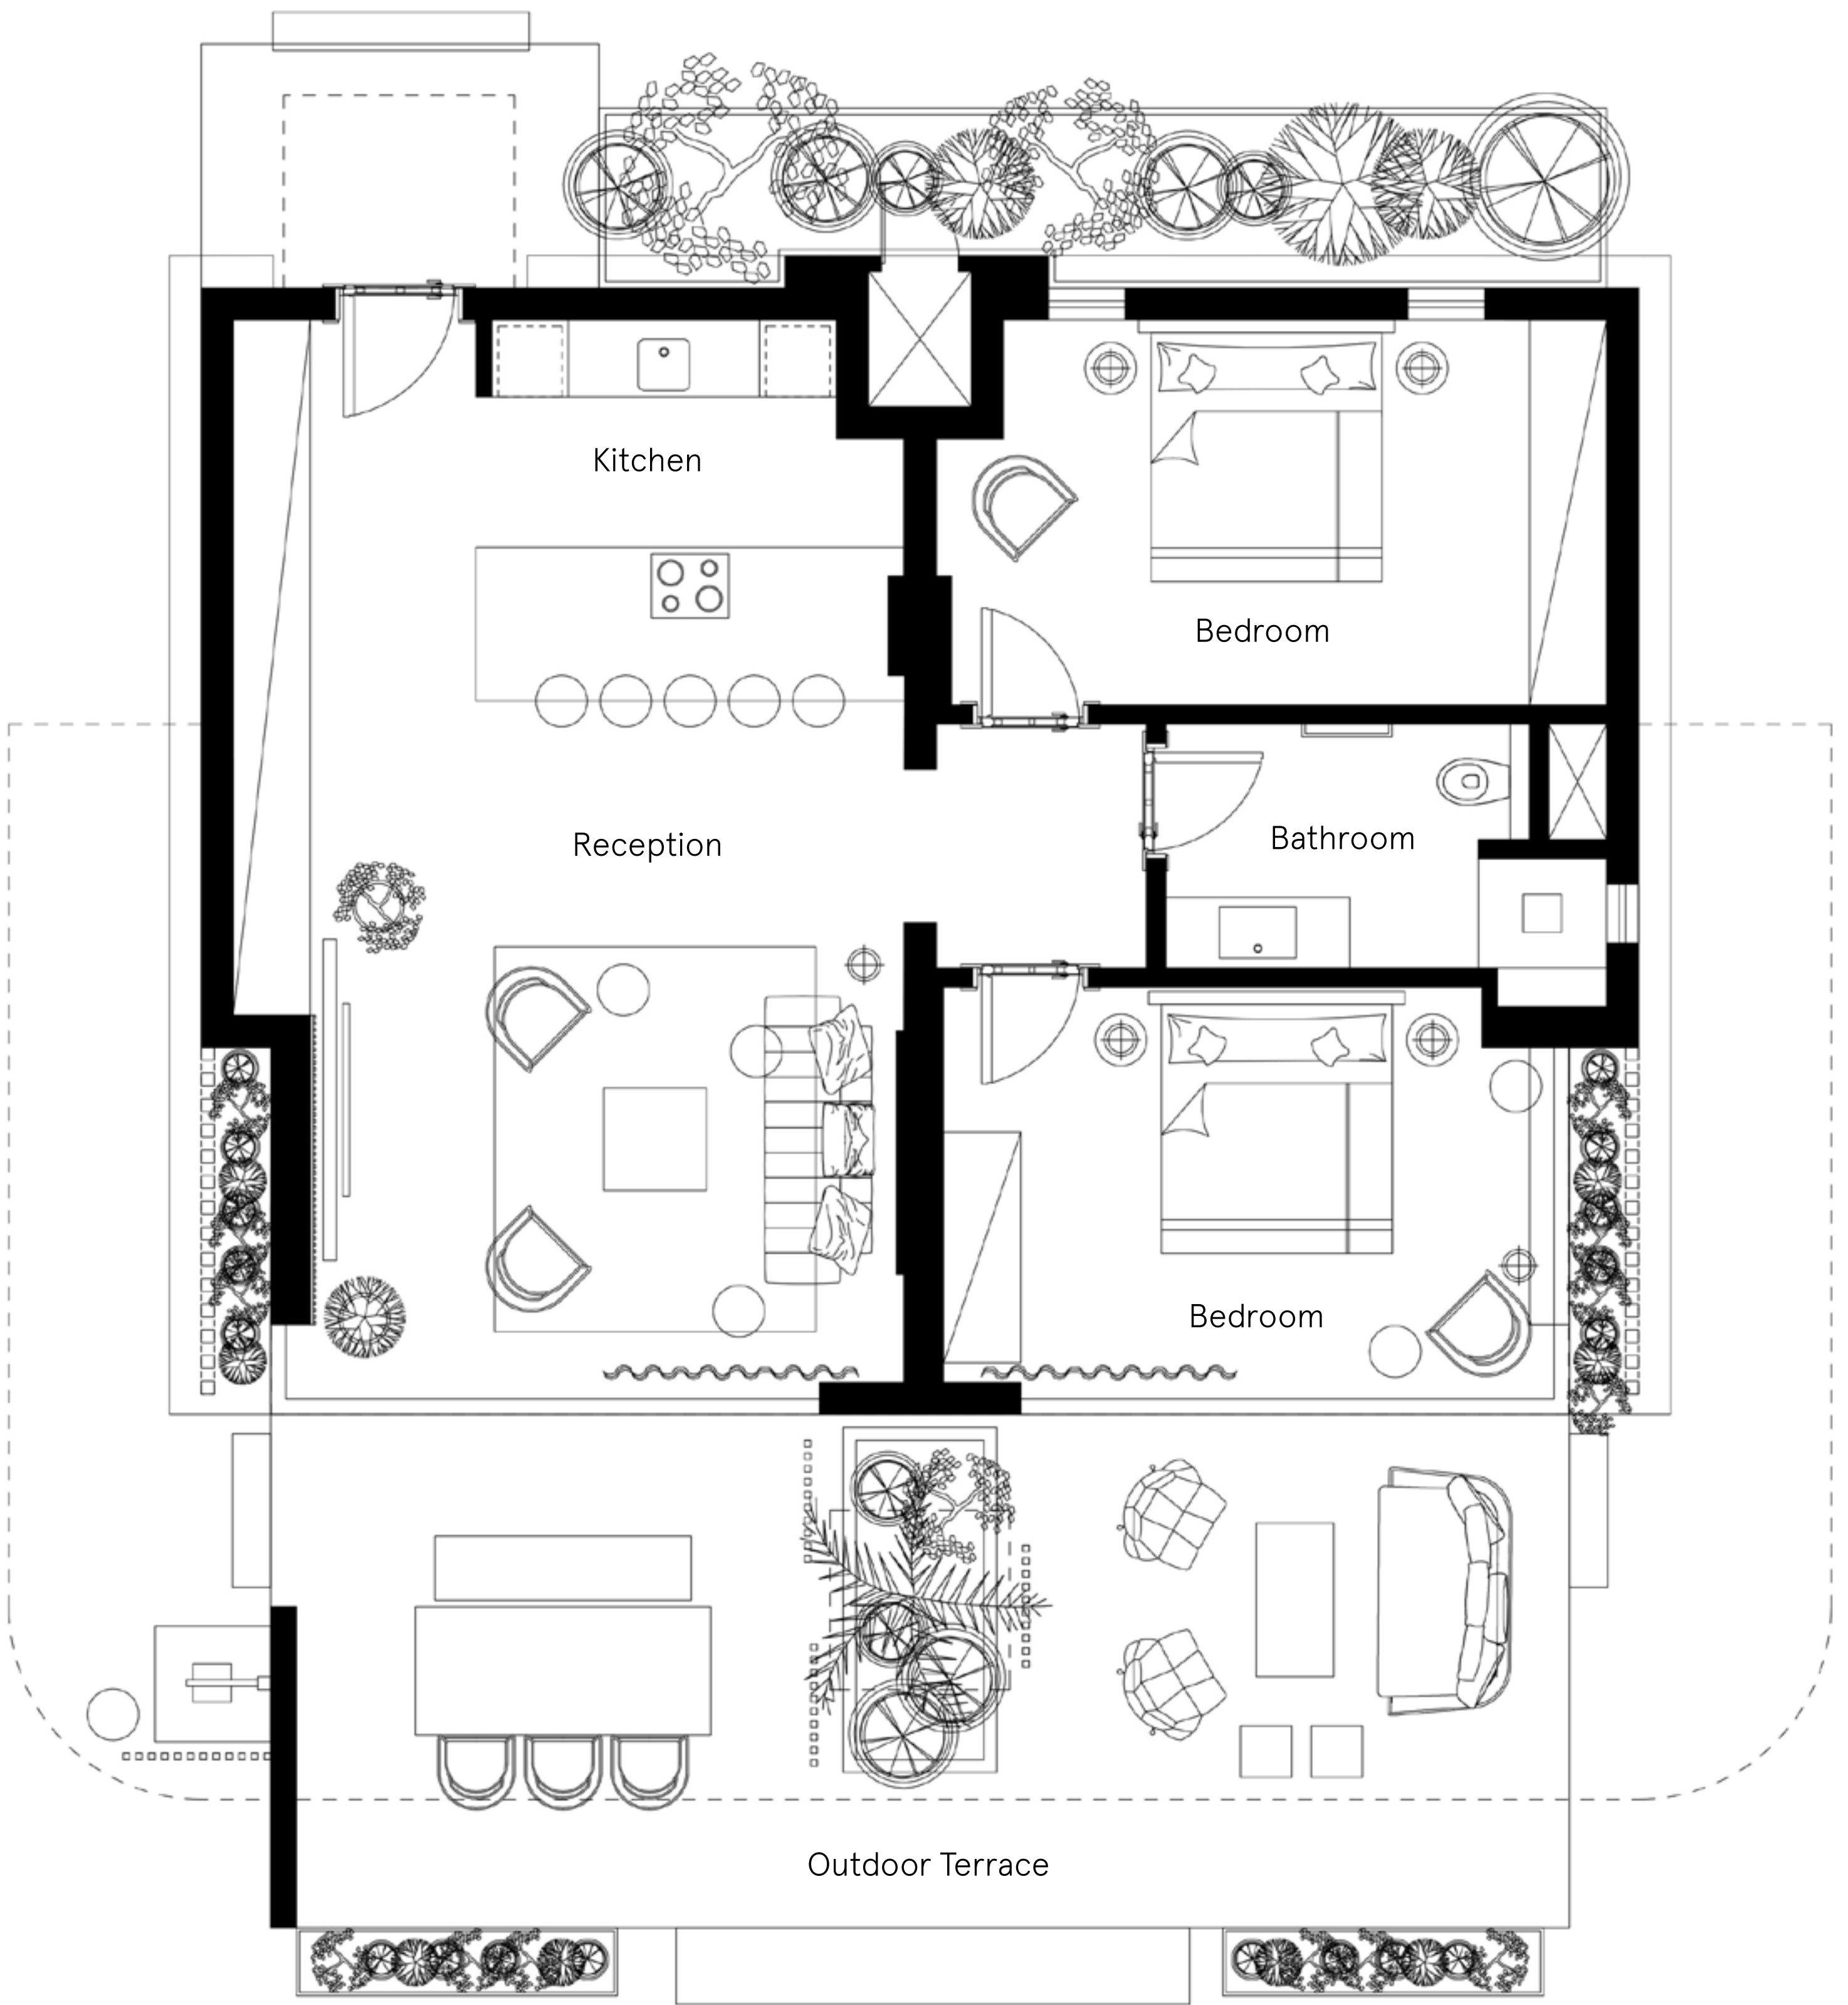 Kitchen
Bedroom
Reception
Bathroom
Bedroom
Outdoor Terrace